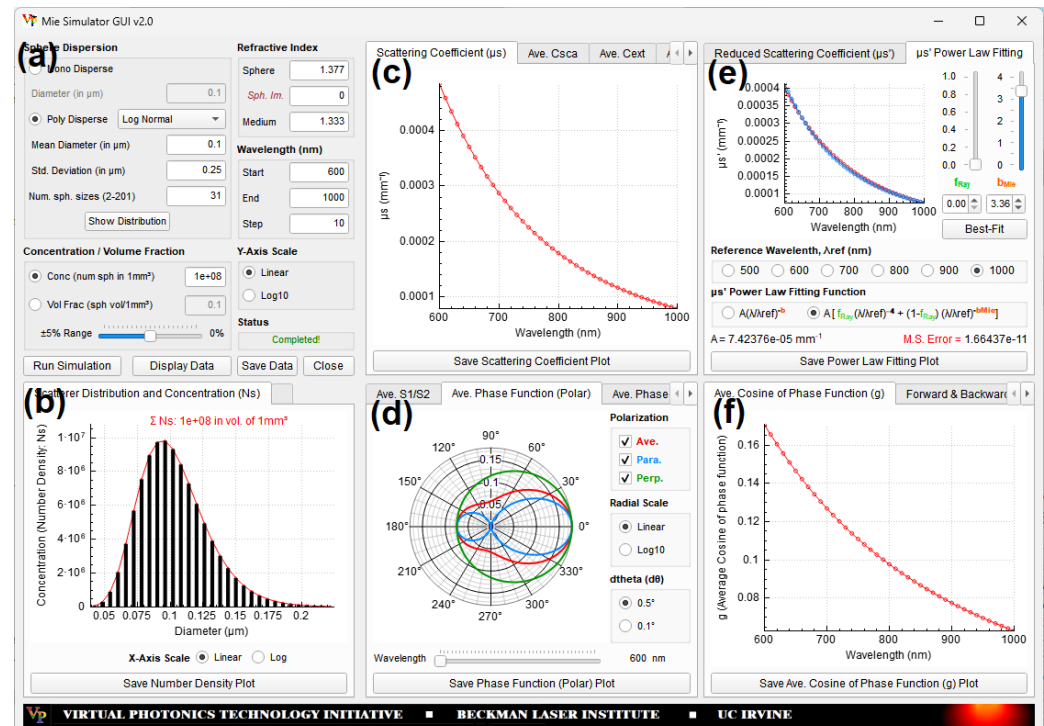 Mie Simulator GUI v2.0
(a)
Sphere Dispersion
Mono Disperse
Diameter (in µm) 0.1
Poly Disperse Log Normal
Mean Diameter (in µm) 0.1
Std. Deviation (in µm) 0.25
Num. sph. sizes (2-201) 31
Show Distribution
Refractive Index
Sphere 1.377
Sph. Im. 0
Medium 1.333
Wavelength (nm)
Start 600
End 1000
Step 10
Concentration / Volume Fraction
Conc (num sph in 1mm³) 1e+08
Vol Frac (sph vol/1mm³) 0.1
±5% Range 0%
Y-Axis Scale
Linear
Log10
Status
Completed!
Run Simulation Display Data Save Data Close
(b)
Scatterer Distribution and Concentration (Ns)
Σ Ns: 1e+08 in vol. of 1mm³
Concentration (Number Density, Ns)
1·10⁷
8·10⁶
6·10⁶
4·10⁶
2·10⁶
0
0.05 0.075 0.1 0.125 0.15 0.175 0.2
Diameter (µm)
X-Axis Scale Linear Log
Save Number Density Plot
(c)
Scattering Coefficient (µs) Ave. Csca Ave. Cext
µs (mm⁻¹)
0.0004
0.0003
0.0002
0.0001
600 700 800 900 1000
Wavelength (nm)
Save Scattering Coefficient Plot
(d)
Ave. S1/S2 Ave. Phase Function (Polar) Ave. Phase
90°
120° 60°
150° 30°
180° 0°
210° 330°
240° 300°
270°
0.15
0.1
0.05
0
Polarization
Ave.
Para.
Perp.
Radial Scale
Linear
Log10
dtheta (dθ)
0.5°
0.1°
Wavelength 600 nm
Save Phase Function (Polar) Plot
(e)
Reduced Scattering Coefficient (µs') µs' Power Law Fitting
µs' (mm⁻¹)
0.0004
0.00035
0.0003
0.00025
0.0002
0.00015
0.0001
600 700 800 900 1000
Wavelength (nm)
1.0
0.8
0.6
0.4
0.2
0.0
4
3
2
1
0
fRay bMie
0.00 3.36
Best-Fit
Reference Wavelenth, λref (nm)
500 600 700 800 900 1000
µs' Power Law Fitting Function
A(λ/λref)⁻ᵇ A [ fRay(λ/λref)⁻⁴ + (1-fRay) (λ/λref)⁻ᵇᴹⁱᵉ]
A = 7.42376e-05 mm⁻¹ M.S. Error = 1.66437e-11
Save Power Law Fitting Plot
(f)
Ave. Cosine of Phase Function (g) Forward & Backward
g (Average Cosine of phase function)
0.16
0.14
0.12
0.1
0.08
600 700 800 900 1000
Wavelength (nm)
Save Ave. Cosine of Phase Function (g) Plot
VP VIRTUAL PHOTONICS TECHNOLOGY INITIATIVE ■ BECKMAN LASER INSTITUTE ■ UC IRVINE